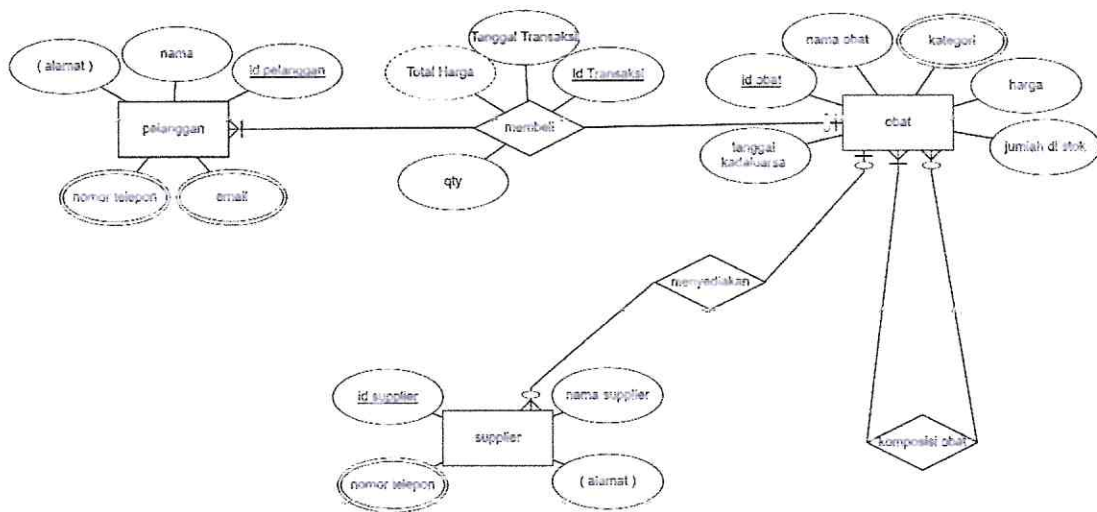 ( alamat )
nama
id pelanggan
pelanggan
nomor telepon
email
Total Harga
Tanggal Transaksi
Id Transaksi
membeli
qty
nama obat
kategori
id obat
harga
obat
tanggal
kadaluarsa
jumlah di stok
menyediakan
id supplier
nama supplier
supplier
nomor telepon
( alamat )
komposisi obat